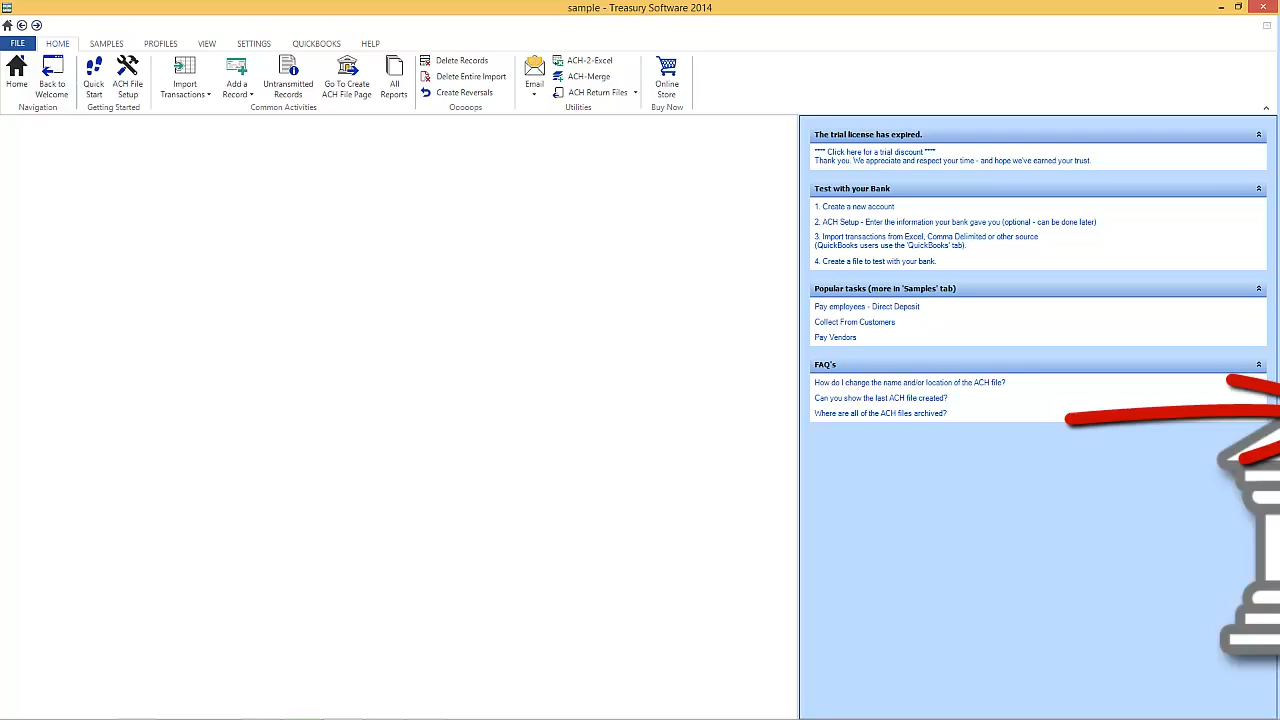 sample - Treasury Software 2014
FILE HOME SAMPLES PROFILES VIEW SETTINGS QUICKBOOKS HELP
Home
Back to
Welcome
Navigation
Quick
Start
ACH File
Setup
Getting Started
Import
Transactions
Add a
Record
Untransmitted
Records
Go To Create
ACH File Page
All
Reports
Common Activities
Delete Records
Delete Entire Import
Create Reversals
Oooops
Email
ACH-2-Excel
ACH-Merge
ACH Return Files
Utilities
Online
Store
Buy Now
The trial license has expired.
**** Click here for a trial discount ****
Thank you. We appreciate and respect your time - and hope we've earned your trust.
Test with your Bank
1. Create a new account
2. ACH Setup - Enter the information your bank gave you (optional - can be done later)
3. Import transactions from Excel, Comma Delimited or other source
(QuickBooks users use the 'QuickBooks' tab).
4. Create a file to test with your bank.
Popular tasks (more in 'Samples' tab)
Pay employees - Direct Deposit
Collect From Customers
Pay Vendors
FAQ's
How do I change the name and/or location of the ACH file?
Can you show the last ACH file created?
Where are all of the ACH files archived?